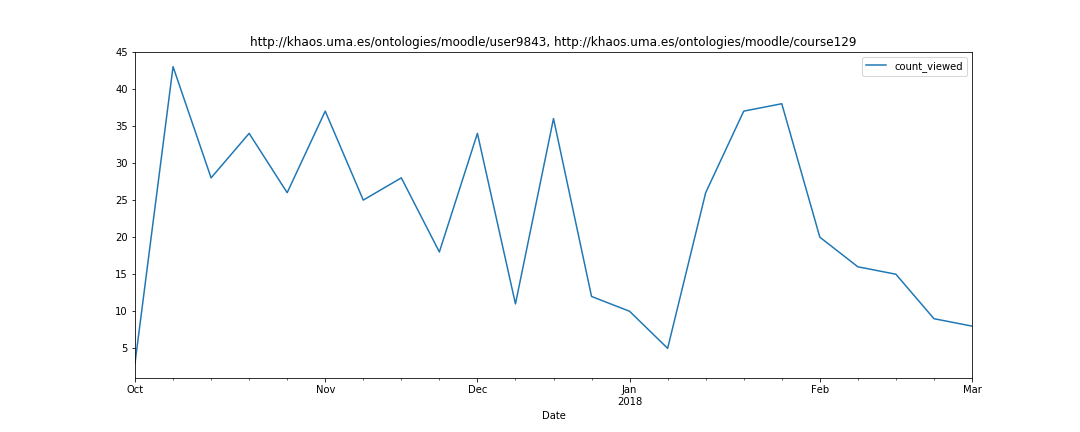 http://khaos.uma.es/ontologies/moodle/user9843, http://khaos.uma.es/ontologies/moodle/course129
count_viewed
45
40
35
30
25
20
15
10
5
Oct Nov Dec Jan Feb Mar
2018
Date